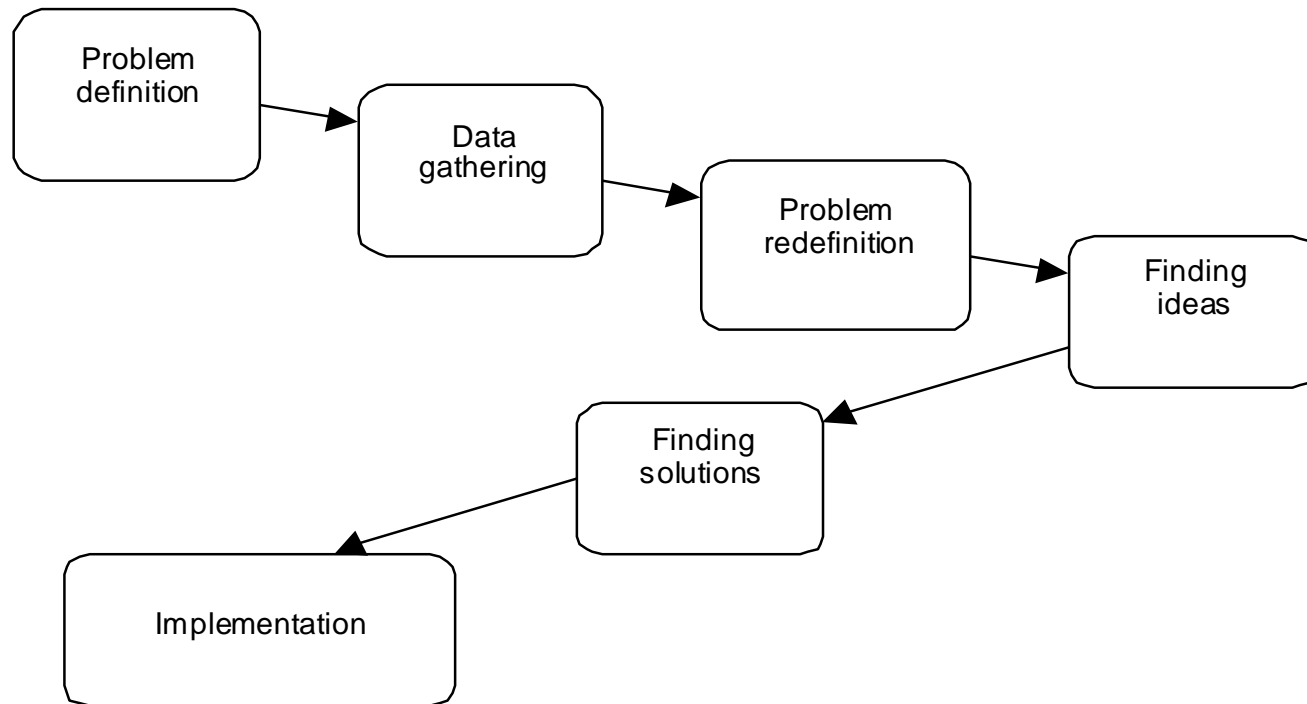 Problem
definition
Data
gathering
Problem
redefinition
Finding
ideas
Finding
solutions
Implementation